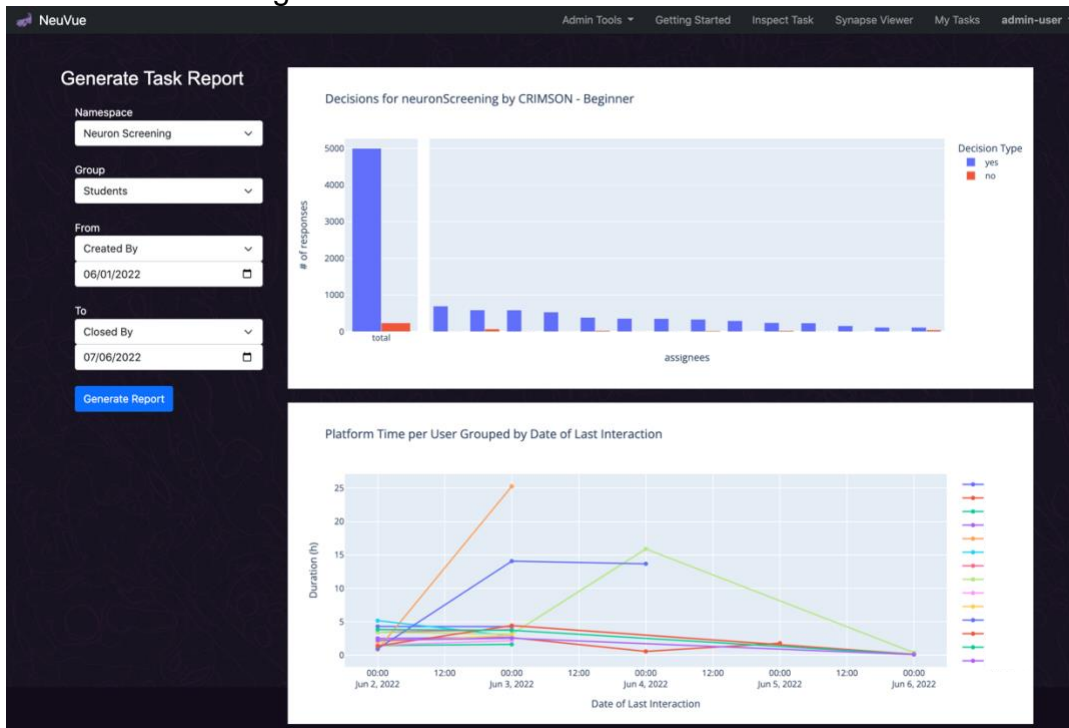 NeuVue
Admin Tools Getting Started Inspect Task Synapse Viewer My Tasks admin-user
Generate Task Report
Namespace
Neuron Screening
Group
Students
From
Created By
06/01/2022
To
Closed By
07/06/2022
Generate Report
Decisions for neuronScreening by CRIMSON - Beginner
Decision Type
yes
no
# of responses
5000
4000
3000
2000
1000
0
total
assignees
Platform Time per User Grouped by Date of Last Interaction
Duration (h)
25
20
15
10
5
0
00:00 12:00 00:00 12:00 00:00 12:00 00:00 12:00 00:00
Jun 2, 2022 Jun 3, 2022 Jun 4, 2022 Jun 5, 2022 Jun 6, 2022
Date of Last Interaction